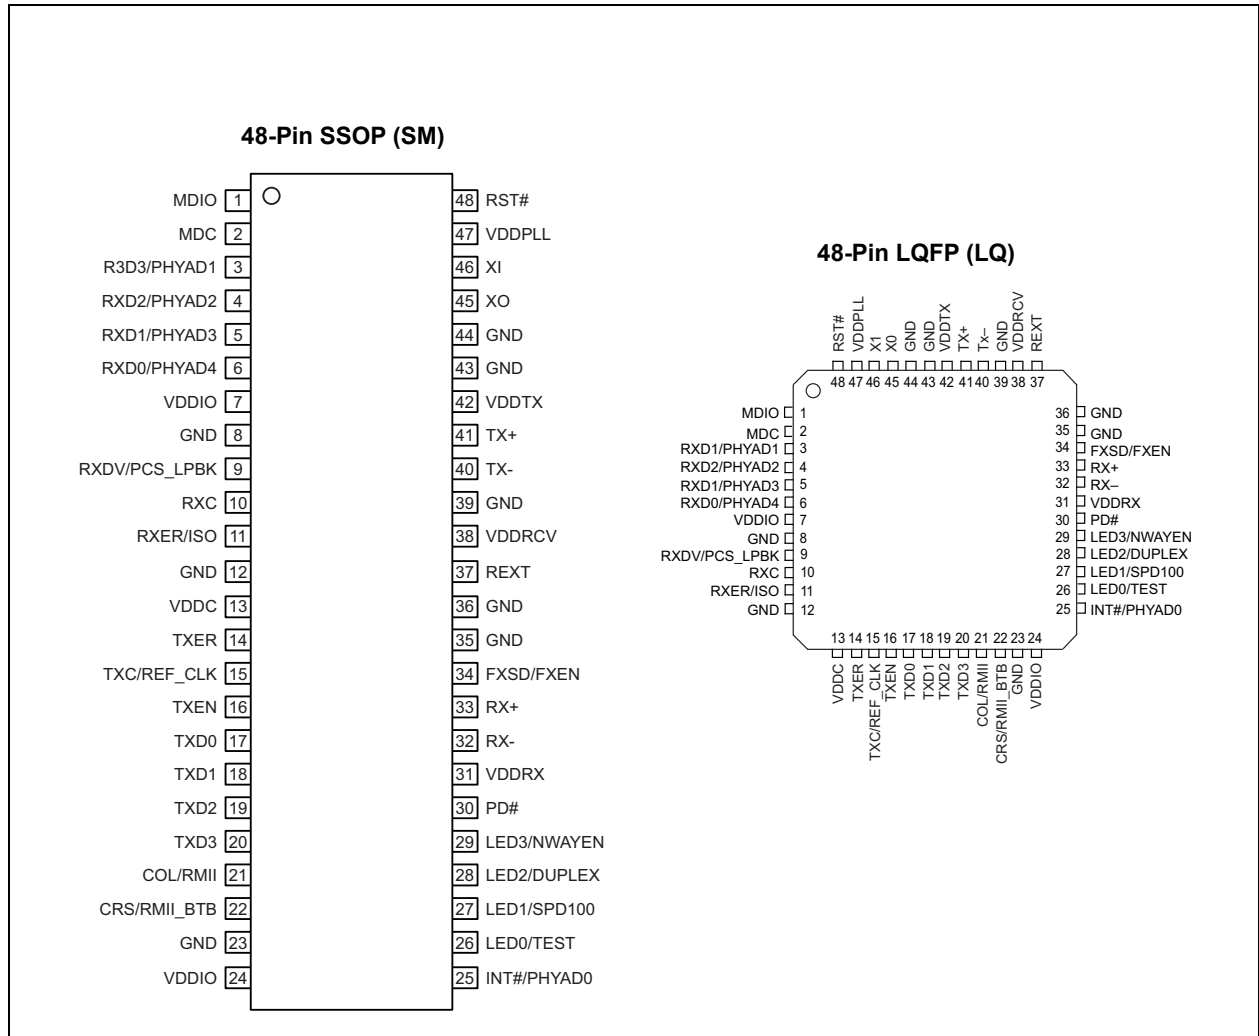 48-Pin SSOP (SM)
MDIO 1
MDC 2
R3D3/PHYAD1 3
RXD2/PHYAD2 4
RXD1/PHYAD3 5
RXD0/PHYAD4 6
VDDIO 7
GND 8
RXDV/PCS_LPBK 9
RXC 10
RXER/ISO 11
GND 12
VDDC 13
TXER 14
TXC/REF_CLK 15
TXEN 16
TXD0 17
TXD1 18
TXD2 19
TXD3 20
COL/RMII 21
CRS/RMII_BTB 22
GND 23
VDDIO 24
48 RST#
47 VDDPLL
46 XI
45 XO
44 GND
43 GND
42 VDDTX
41 TX+
40 TX-
39 GND
38 VDDRCV
37 REXT
36 GND
35 GND
34 FXSD/FXEN
33 RX+
32 RX-
31 VDDRX
30 PD#
29 LED3/NWAYEN
28 LED2/DUPLEX
27 LED1/SPD100
26 LED0/TEST
25 INT#/PHYAD0
48-Pin LQFP (LQ)
RST#
VDDPLL
X1
X0
GND
GND
VDDTX
TX+
Tx–
GND
VDDRCV
REXT
48 47 46 45 44 43 42 41 40 39 38 37
MDIO 1
MDC 2
RXD1/PHYAD1 3
RXD2/PHYAD2 4
RXD1/PHYAD3 5
RXD0/PHYAD4 6
VDDIO 7
GND 8
RXDV/PCS_LPBK 9
RXC 10
RXER/ISO 11
GND 12
36 GND
35 GND
34 FXSD/FXEN
33 RX+
32 RX–
31 VDDRX
30 PD#
29 LED3/NWAYEN
28 LED2/DUPLEX
27 LED1/SPD100
26 LED0/TEST
25 INT#/PHYAD0
13 14 15 16 17 18 19 20 21 22 23 24
VDDC
TXER
TXC/REF_CLK
TXEN
TXD0
TXD1
TXD2
TXD3
COL/RMII
CRS/RMII_BTB
GND
VDDIO